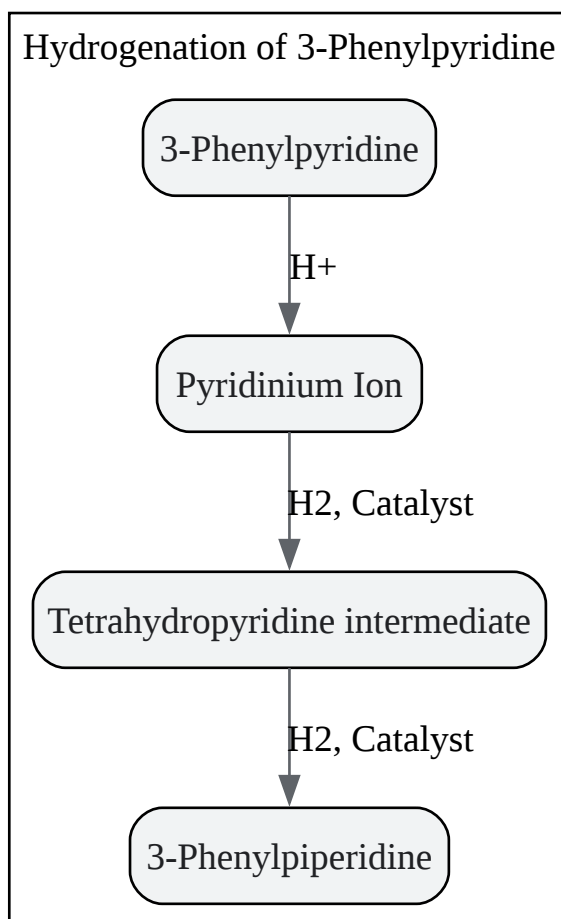 Hydrogenation of 3-Phenylpyridine
3-Phenylpyridine
H+
Pyridinium Ion
H2, Catalyst
Tetrahydropyridine intermediate
H2, Catalyst
3-Phenylpiperidine